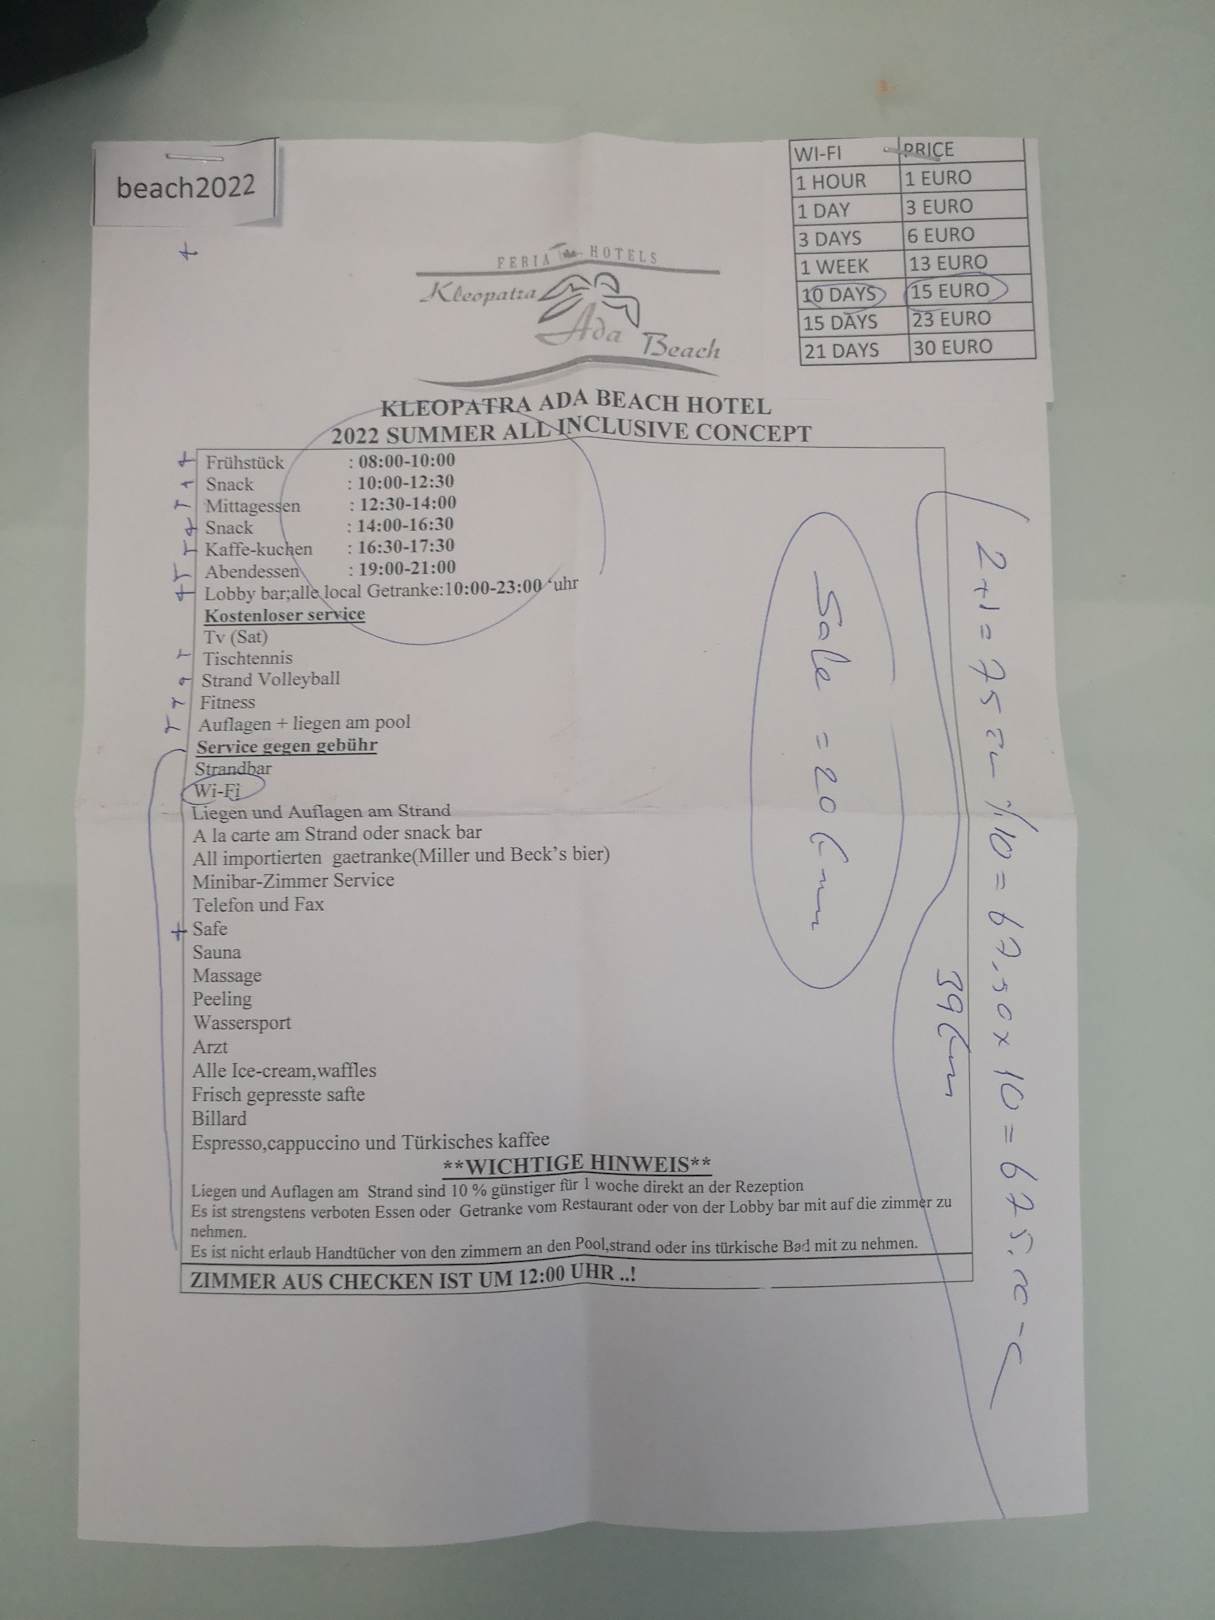 beach2022
WI-FI PRICE
1 HOUR 1 EURO
1 DAY 3 EURO
3 DAYS 6 EURO
1 WEEK 13 EURO
10 DAYS 15 EURO
15 DAYS 23 EURO
21 DAYS 30 EURO
FERIA HOTELS
Kleopatra
Ada
Beach
KLEOPATRA ADA BEACH HOTEL
2022 SUMMER ALL INCLUSIVE CONCEPT
Frühstück : 08:00-10:00
Snack : 10:00-12:30
Mittagessen : 12:30-14:00
Snack : 14:00-16:30
Kaffe-kuchen : 16:30-17:30
Abendessen : 19:00-21:00
Lobby bar;alle local Getranke:10:00-23:00 'uhr
Kostenloser service
Tv (Sat)
Tischtennis
Strand Volleyball
Fitness
Auflagen + liegen am pool
Service gegen gebühr
Strandbar
Wi-Fi
Liegen und Auflagen am Strand
A la carte am Strand oder snack bar
All importierten gaetranke(Miller und Beck's bier)
Minibar-Zimmer Service
Telefon und Fax
Safe
Sauna
Massage
Peeling
Wassersport
Arzt
Alle Ice-cream,waffles
Frisch gepresste safte
Billard
Espresso,cappuccino und Türkisches kaffee
**WICHTIGE HINWEIS**
Liegen und Auflagen am Strand sind 10 % günstiger für 1 woche direkt an der Rezeption
Es ist strengstens verboten Essen oder Getranke vom Restaurant oder von der Lobby bar mit auf die zimmer zu
nehmen.
Es ist nicht erlaub Handtücher von den zimmern an den Pool,strand oder ins türkische Bad mit zu nehmen.
ZIMMER AUS CHECKEN IST UM 12:00 UHR ..!
= 20
39
2+1 = 75 %10 = 67,50 x 10 = 675.